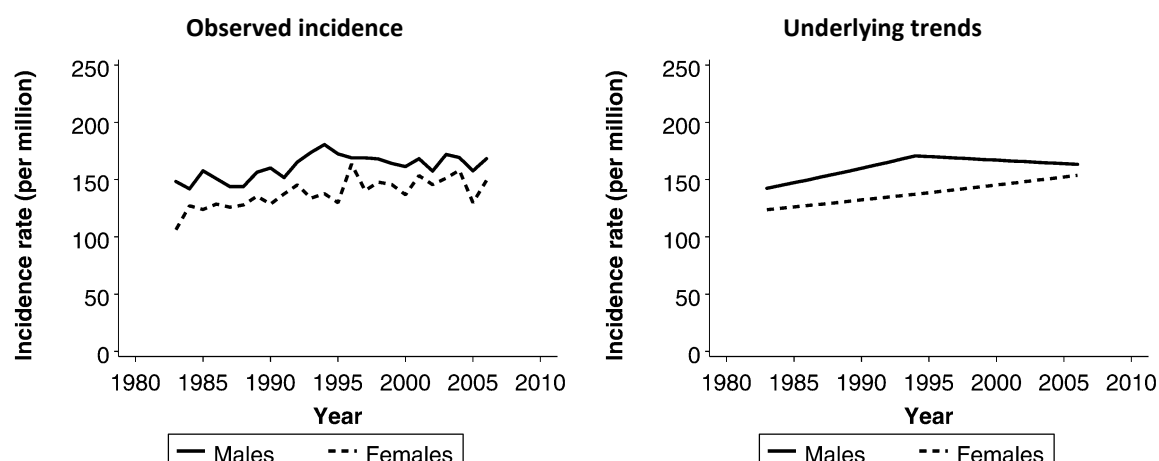 Observed incidence
Incidence rate (per million)
250
200
150
100
50
0
1980 1985 1990 1995 2000 2005 2010
Year
Males Females
Underlying trends
Incidence rate (per million)
250
200
150
100
50
0
1980 1985 1990 1995 2000 2005 2010
Year
Males Females